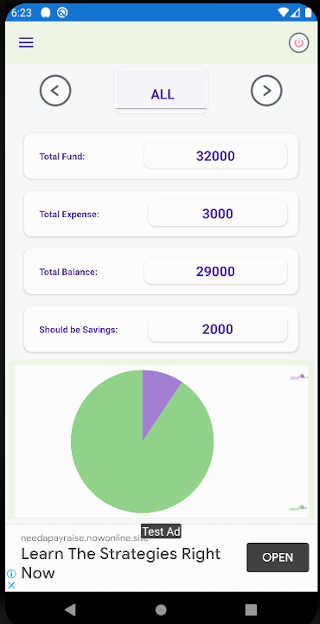 6:23
ALL
Total Fund:
32000
Total Expense:
3000
Total Balance:
29000
Should be Savings:
2000
Test Ad
needapayraise.nowonline.site
Learn The Strategies Right
Now
OPEN